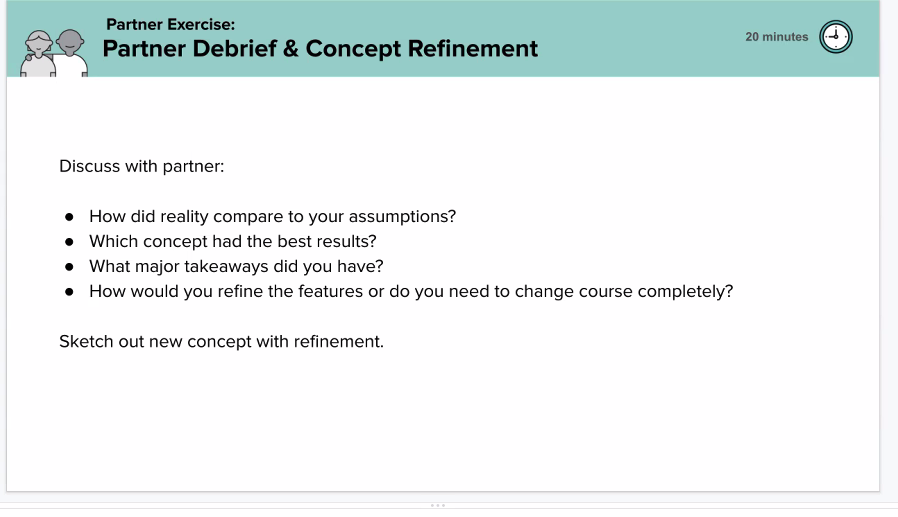 Partner Exercise:
Partner Debrief & Concept Refinement
20 minutes
Discuss with partner:
● How did reality compare to your assumptions?
● Which concept had the best results?
● What major takeaways did you have?
● How would you refine the features or do you need to change course completely?
Sketch out new concept with refinement.